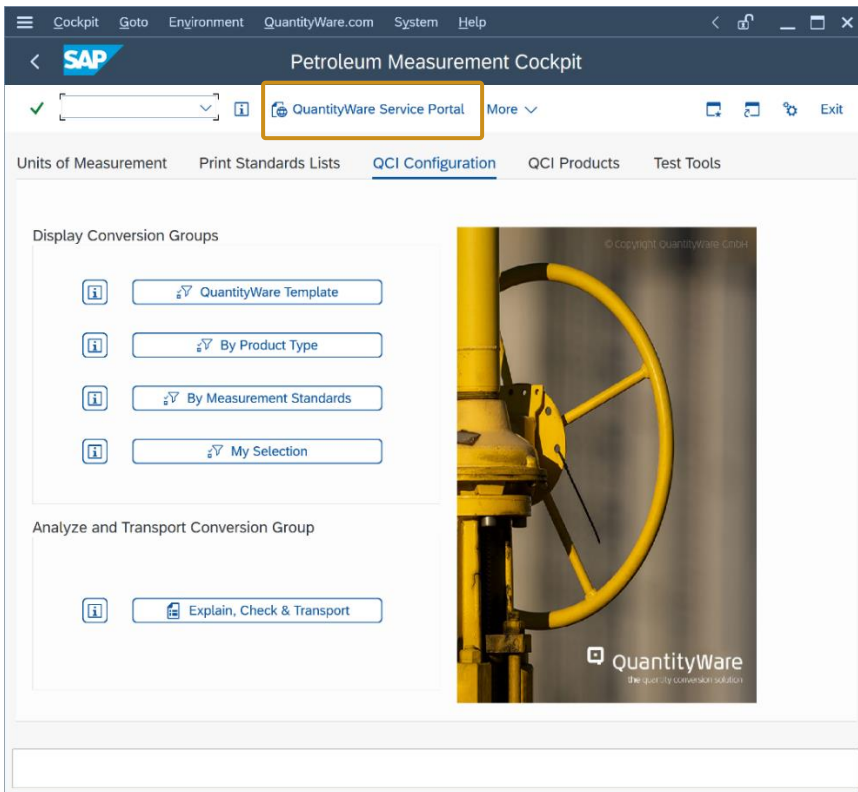 Cockpit Goto Environment QuantityWare.com System Help
SAP Petroleum Measurement Cockpit
QuantityWare Service Portal More Exit
Units of Measurement Print Standards Lists QCI Configuration QCI Products Test Tools
Display Conversion Groups
© Copyright QuantityWare GmbH
QuantityWare Template
By Product Type
By Measurement Standards
My Selection
Analyze and Transport Conversion Group
Explain, Check & Transport
QuantityWare
the quantity conversion solution